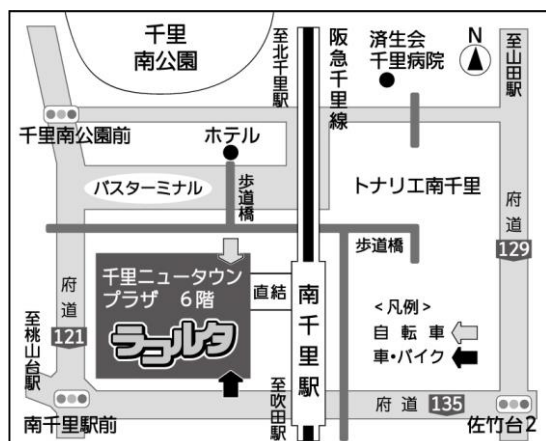 千里
南公園
至北千里駅
阪急千里線
済生会
千里病院
N
至山田駅
千里南公園前
ホテル
バスターミナル
歩道橋
トナリエ南千里
府道
129
歩道橋
千里ニュータウン
プラザ 6階
ラコルタ
直結
南千里駅
<凡例>
自転車
車・バイク
府道
121
至桃山台駅
南千里駅前
至吹田駅
府道 135
佐竹台2